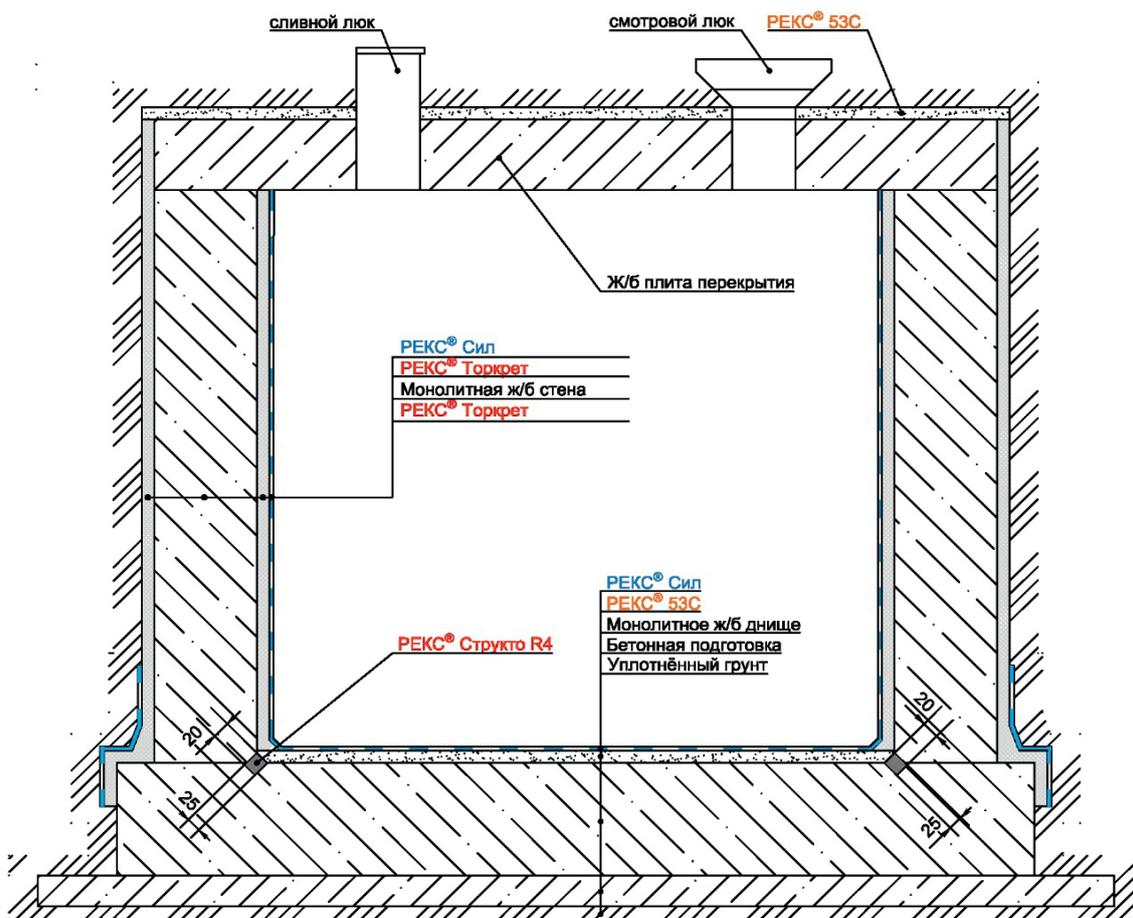 сливной люк
смотровой люк
РЕКС® 53С
Ж/б плита перекрытия
РЕКС® Сил
РЕКС® Торкрет
Монолитная ж/б стена
РЕКС® Торкрет
РЕКС® Сил
РЕКС® 53С
Монолитное ж/б днище
Бетонная подготовка
Уплотнённый грунт
РЕКС® Структо R4
20
25
20
25